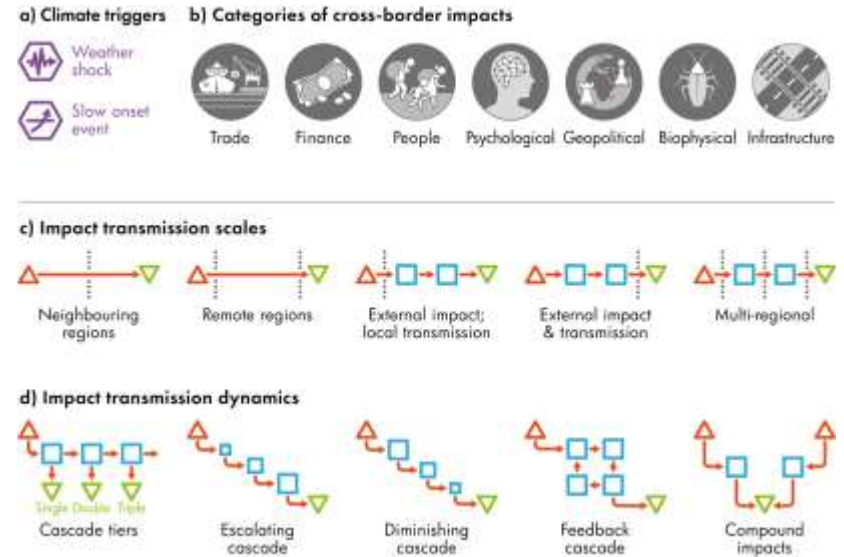 a) Climate triggers
b) Categories of cross-border impacts
Weather
shock
Slow onset
event
Trade
Finance
People
Psychological
Geopolitical
Biophysical
Infrastructure
c) Impact transmission scales
Neighbouring
regions
Remote regions
External impact;
local transmission
External impact
& transmission
Multi-regional
d) Impact transmission dynamics
Single Double Triple
Cascade tiers
Escalating
cascade
Diminishing
cascade
Feedback
cascade
Compound
impacts